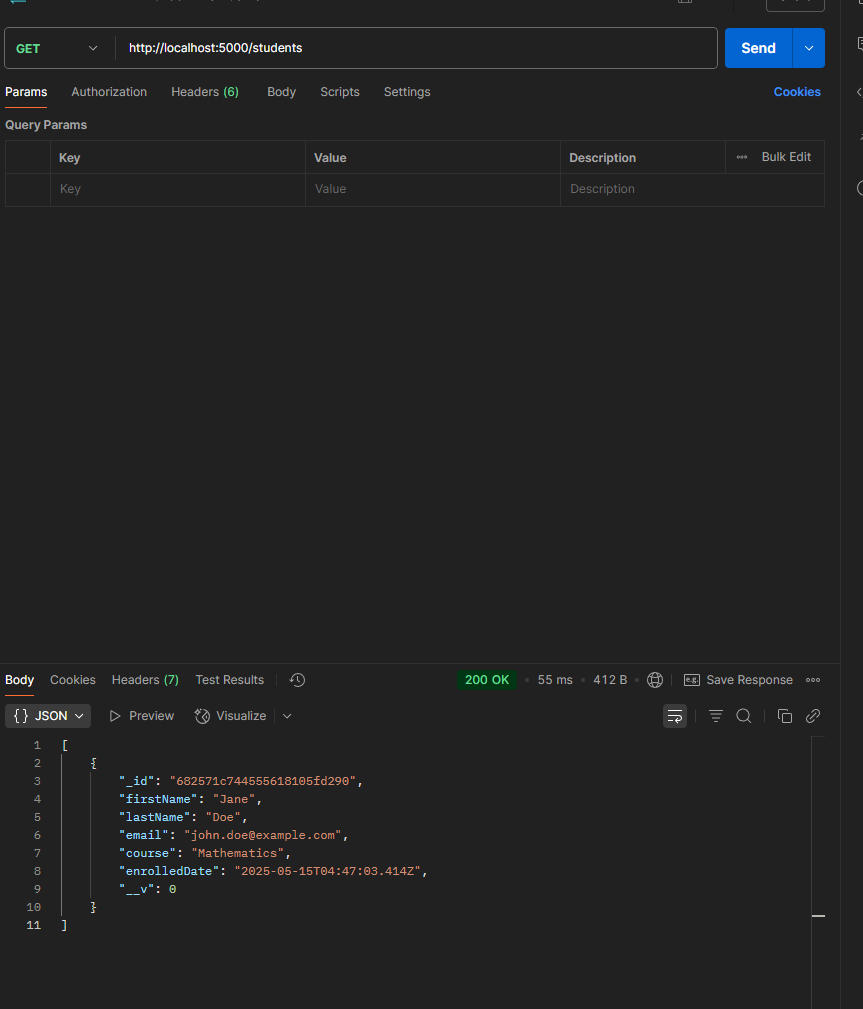 GET http://localhost:5000/students Send
Params Authorization Headers (6) Body Scripts Settings Cookies
Query Params
Key Value Description Bulk Edit
Key Value Description
Body Cookies Headers (7) Test Results 200 OK 55 ms 412 B e.g. Save Response
{} JSON Preview Visualize
1 [
2 {
3 "_id": "682571c744555618105fd290",
4 "firstName": "Jane",
5 "lastName": "Doe",
6 "email": "john.doe@example.com",
7 "course": "Mathematics",
8 "enrolledDate": "2025-05-15T04:47:03.414Z",
9 "__v": 0
10 }
11 ]